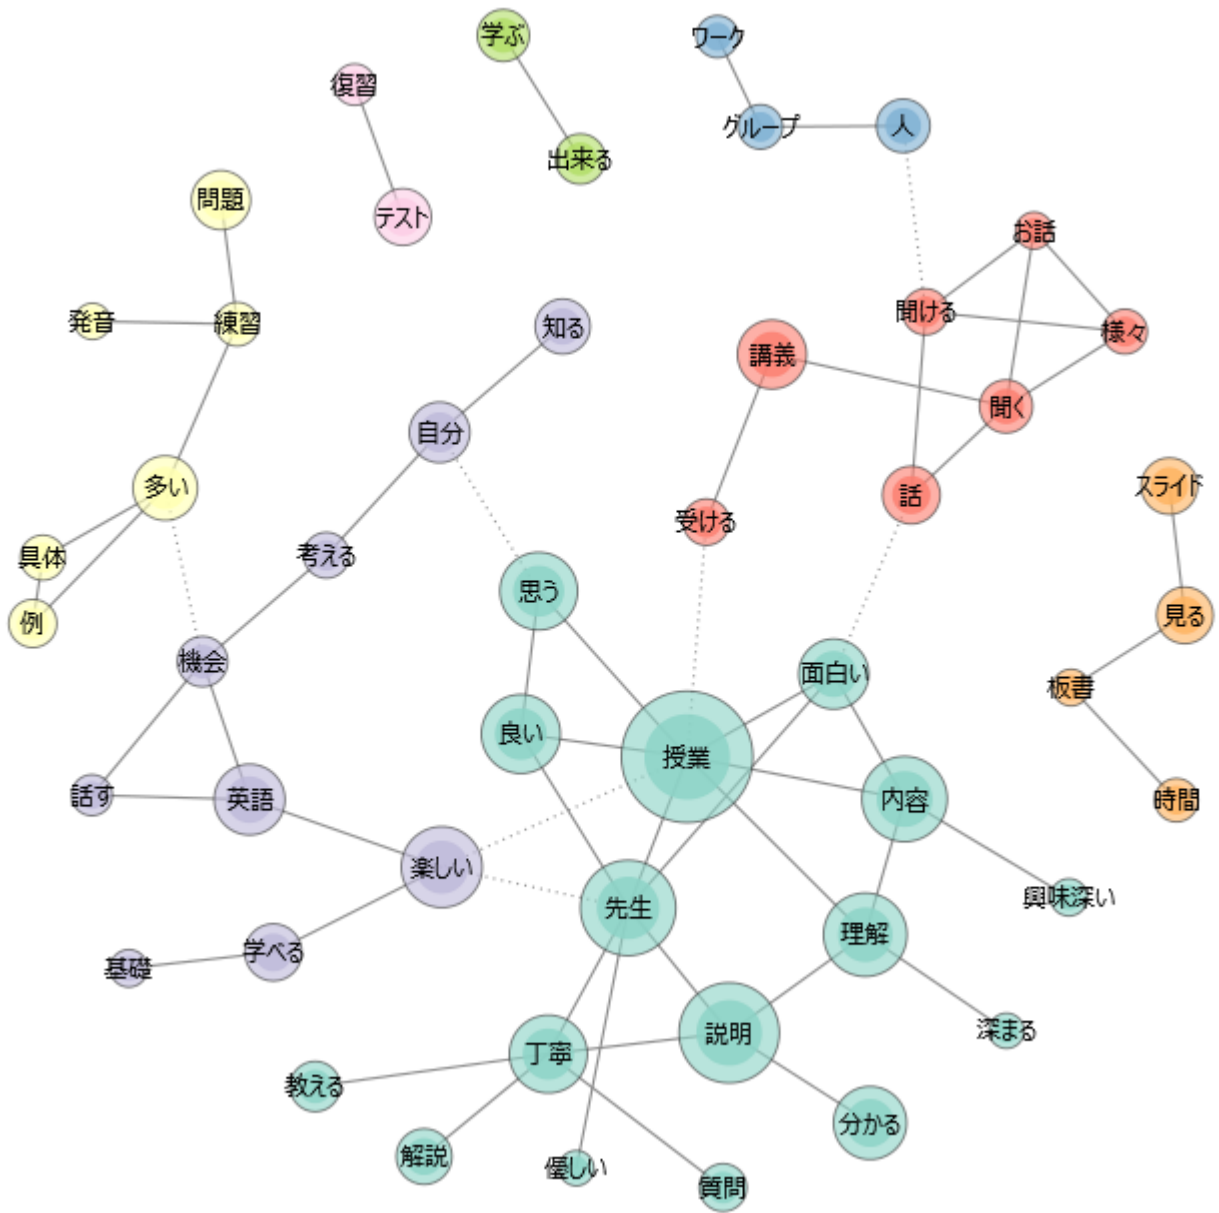 学ぶ
ワーク
復習
グループ
人
出来る
問題
テスト
お話
聞ける
発音
練習
知る
様々
講義
聞く
自分
多い
スライド
話
受ける
具体
考える
思う
例
見る
機会
面白い
板書
良い
授業
話す
英語
内容
時間
楽しい
興味深い
先生
理解
学べる
基礎
深まる
説明
丁寧
教える
分かる
解説
優しい
質問